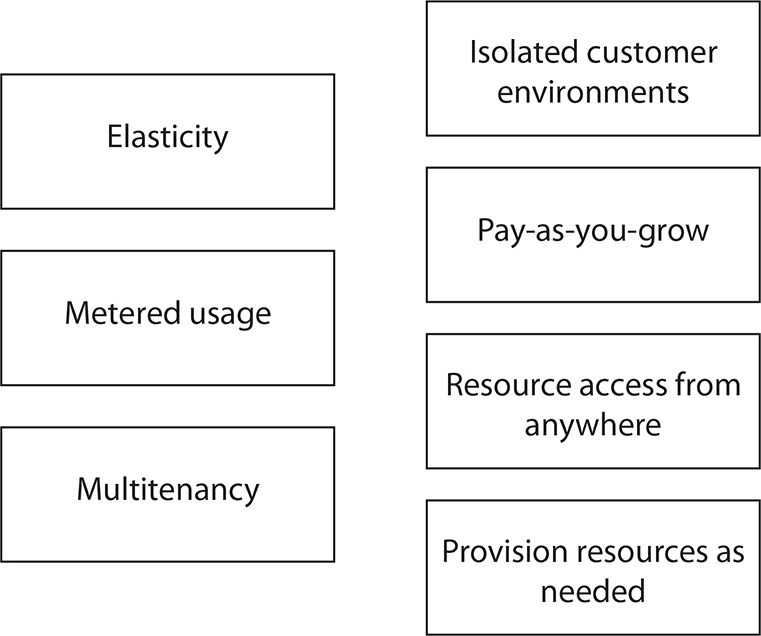 Elasticity
Metered usage
Multitenancy
Isolated customer
environments
Pay-as-you-grow
Resource access from
anywhere
Provision resources as
needed